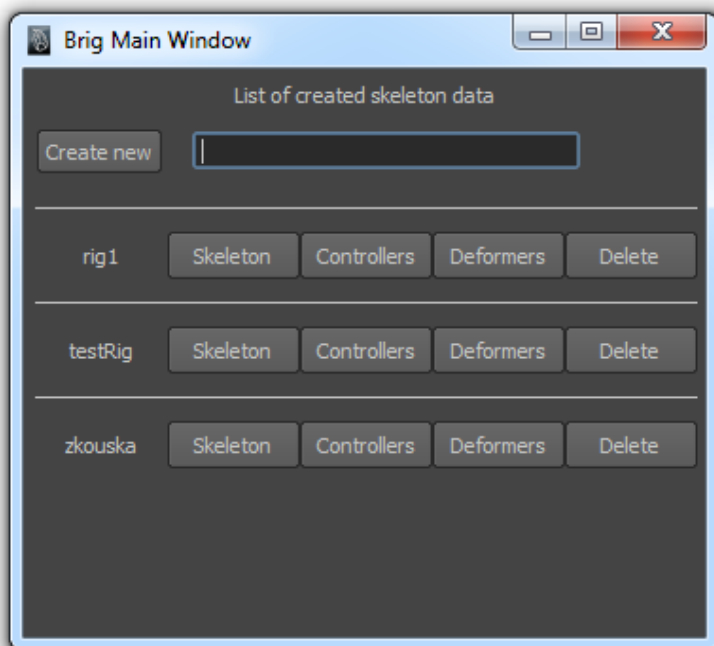 Brig Main Window
List of created skeleton data
Create new
rig1 Skeleton Controllers Deformers Delete
testRig Skeleton Controllers Deformers Delete
zkouska Skeleton Controllers Deformers Delete